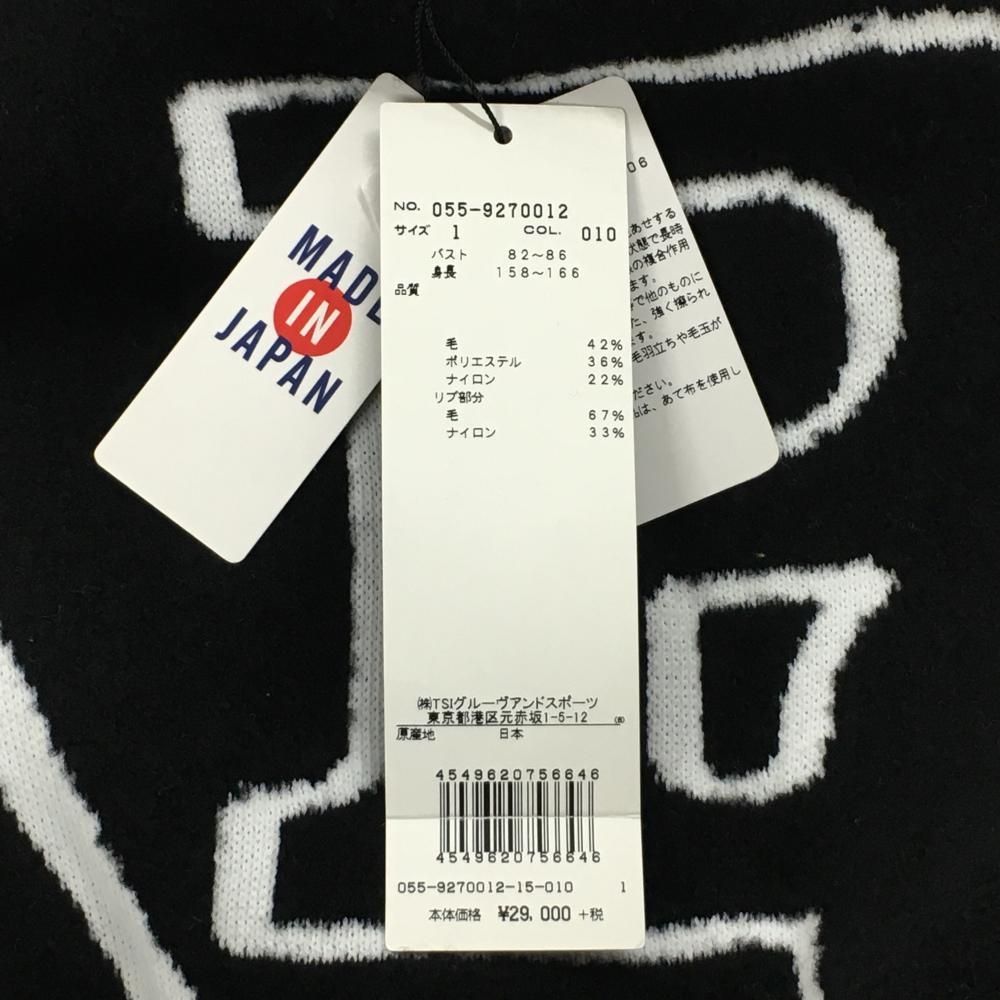 MADE
IN
JAPAN
NO. 055-9270012
サイズ 1 COL. 010
バスト 82~86
身長 158~166
品質
毛 42%
ポリエステル 36%
ナイロン 22%
リブ部分
毛 67%
ナイロン 33%
㈱TSIグルーヴアンドスポーツ
東京都港区元赤坂1-5-12
原産地 日本
4549620756646
4549620756646
055-9270012-15-010 1
本体価格 ¥29,000 +税
06
あせする
状態で長時
の複合作用
ます。
で他のものに
た、強く擦られ
ます。
毛羽立ちや毛玉が
ださい。
は、あて布を使用し